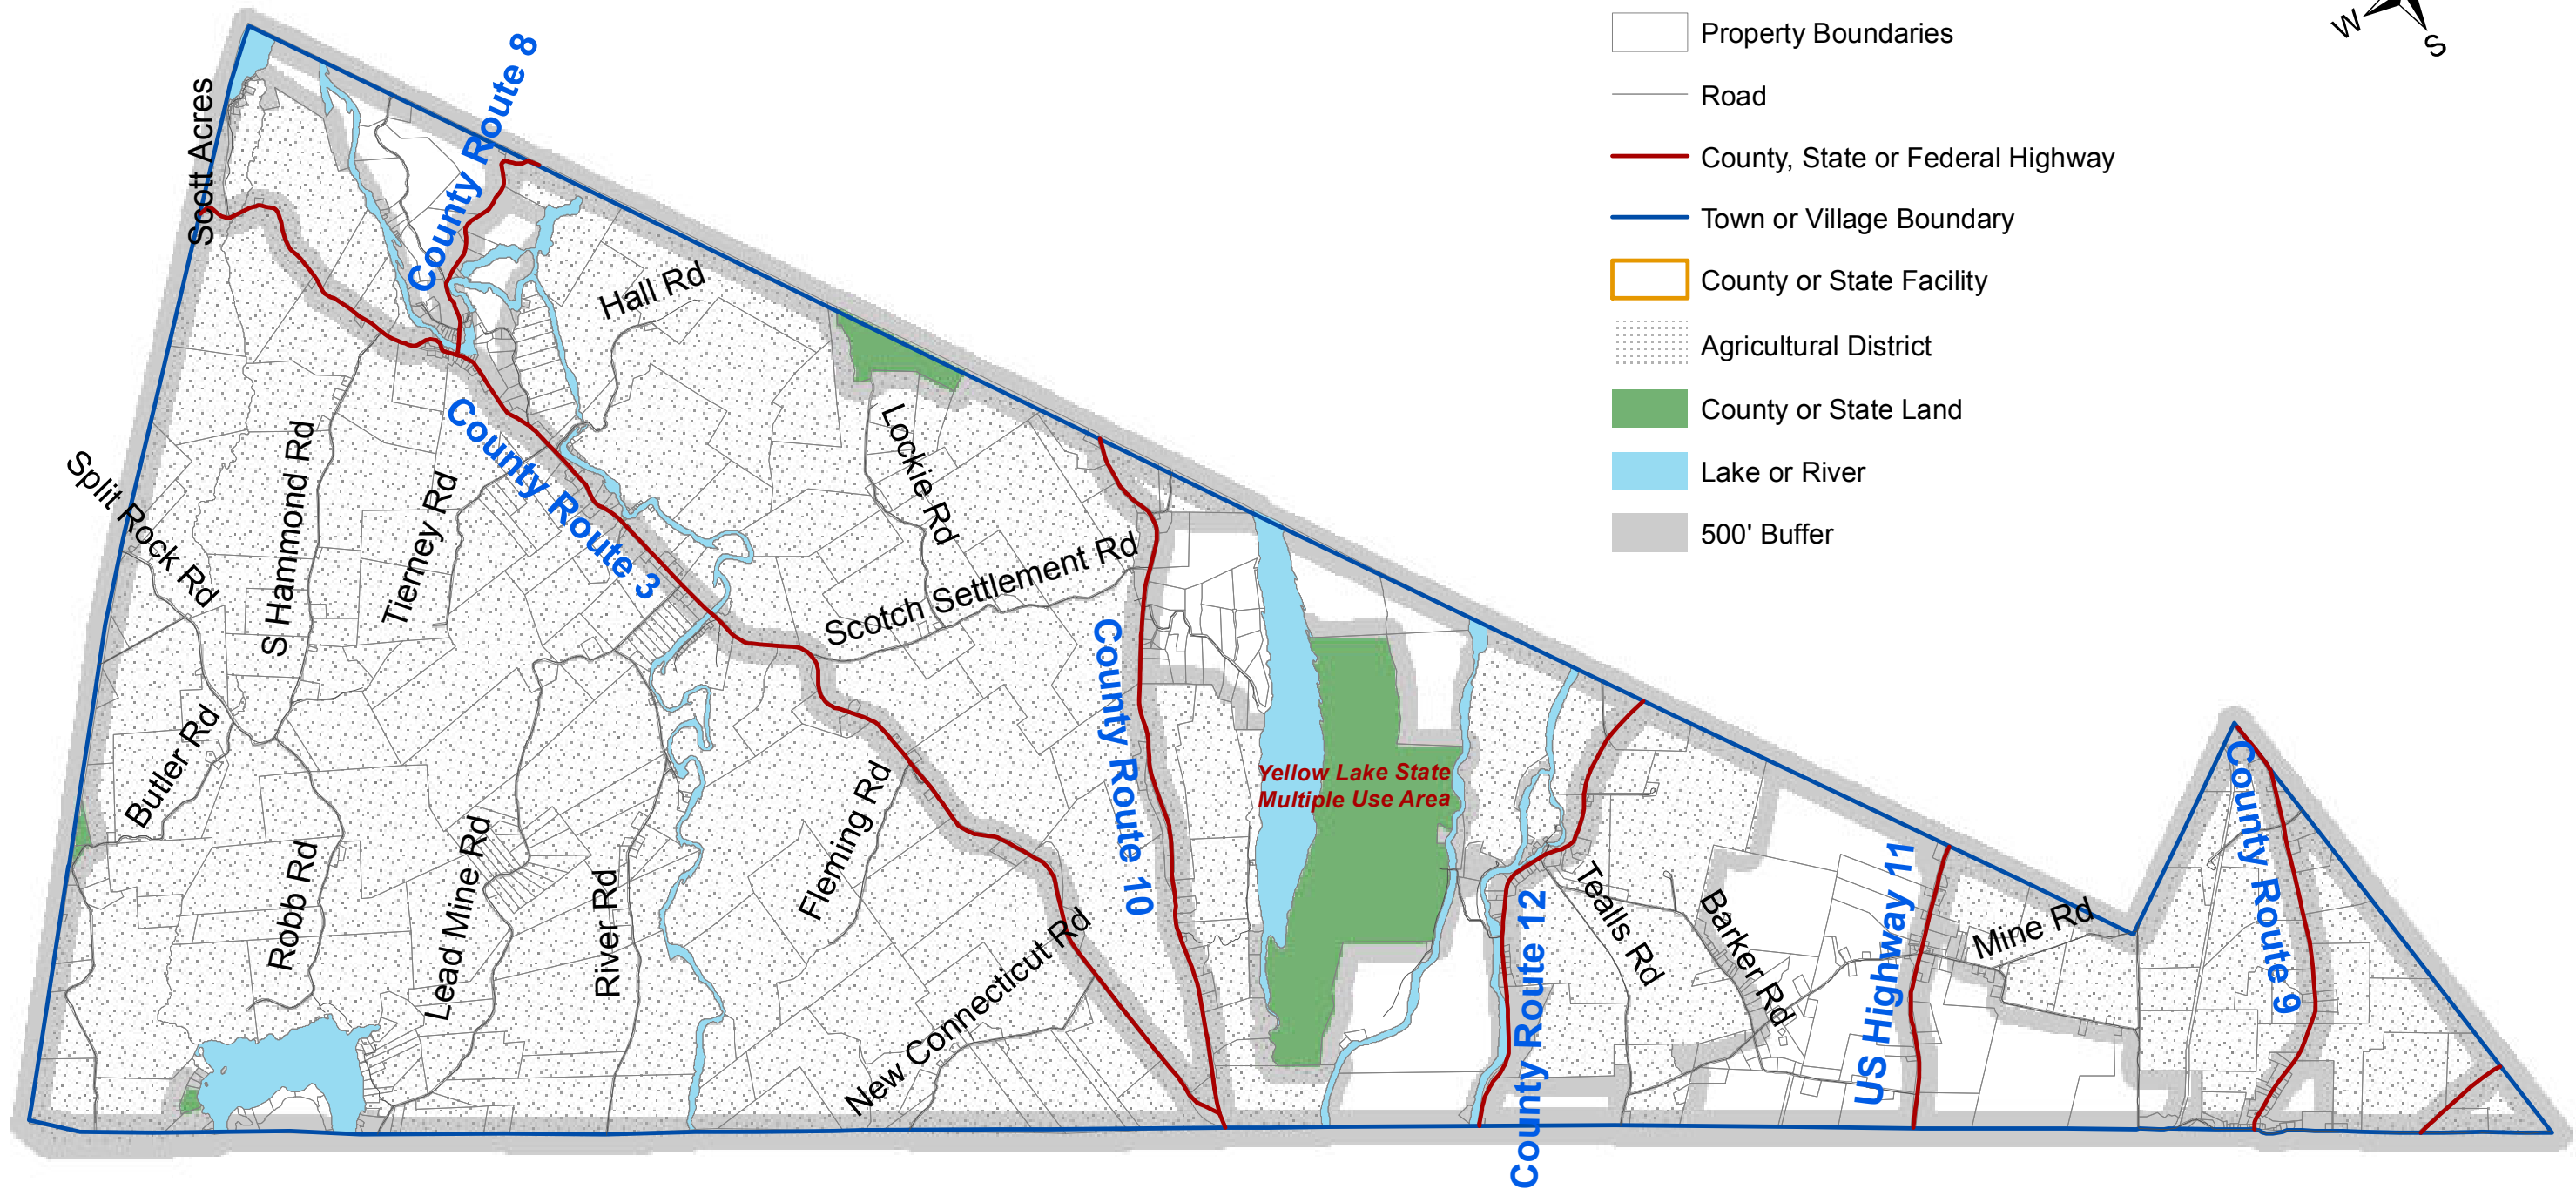 Property Boundaries
Road
County, State or Federal Highway
Town or Village Boundary
County or State Facility
Agricultural District
County or State Land
Lake or River
500' Buffer
W
S
Scott Acres
County Route 8
Hall Rd
Split Rock Rd
S Hammond Rd
Tierney Rd
County Route 3
Lockie Rd
Scotch Settlement Rd
County Route 10
Butler Rd
Robb Rd
Lead Mine Rd
River Rd
Fleming Rd
New Connecticut Rd
Yellow Lake State
Multiple Use Area
County Route 12
Tealls Rd
Barker Rd
US Highway 11
Mine Rd
County Route 9